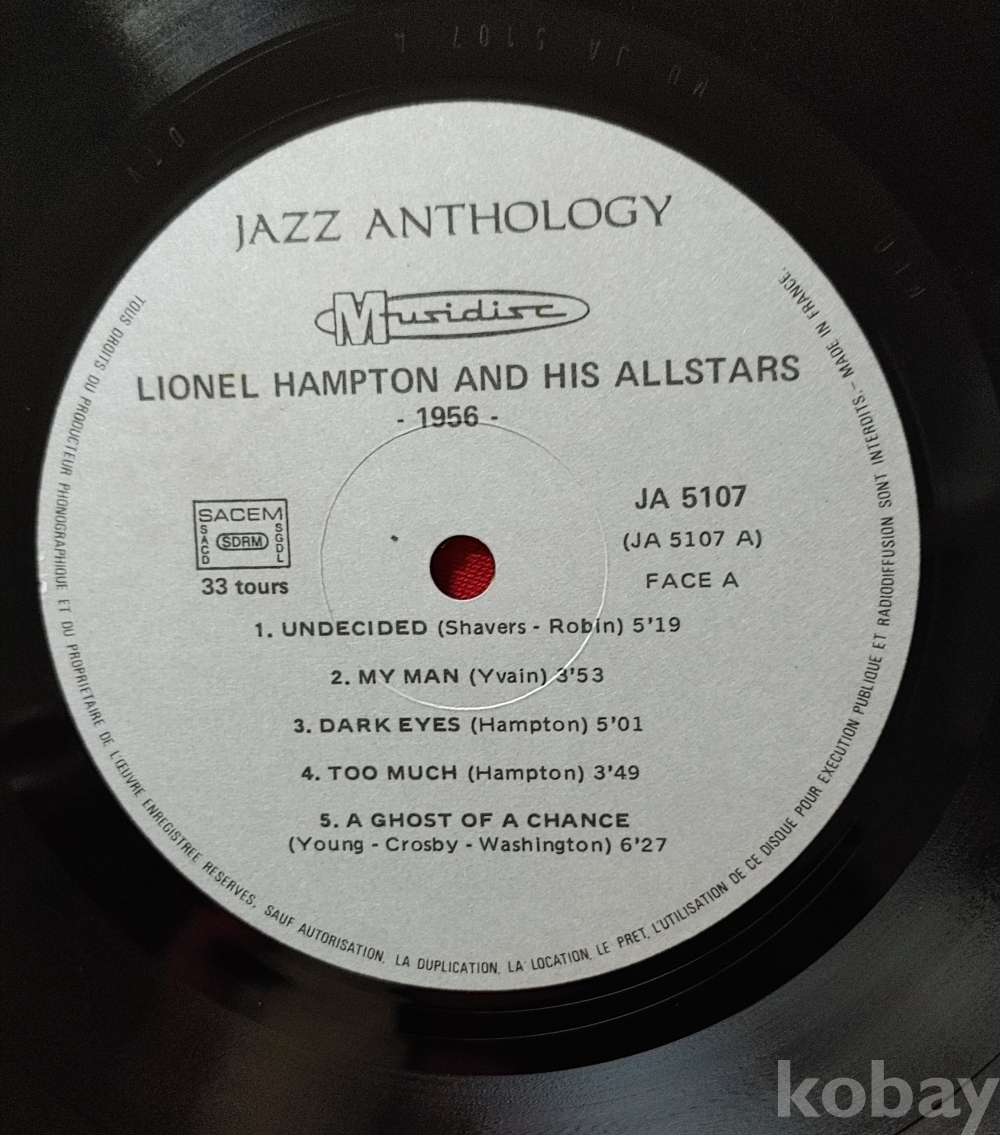 JA 5107 A
JAZZ ANTHOLOGY
Musidisc
LIONEL HAMPTON AND HIS ALLSTARS
- 1956 -
SACEM
SACD
SDRM
SGDL
33 tours
JA 5107
(JA 5107 A)
FACE A
1. UNDECIDED (Shavers - Robin) 5'19
2. MY MAN (Yvain) 3'53
3. DARK EYES (Hampton) 5'01
4. TOO MUCH (Hampton) 3'49
5. A GHOST OF A CHANCE
(Young - Crosby - Washington) 6'27
TOUS DROITS DU PRODUCTEUR PHONOGRAPHIQUE ET DU PROPRIETAIRE DE L'ŒUVRE ENREGISTREE RESERVES, SAUF AUTORISATION, LA DUPLICATION, LA LOCATION, LE PRET, L'UTILISATION DE CE DISQUE POUR EXECUTION PUBLIQUE ET RADIODIFFUSION SONT INTERDITS. - MADE IN FRANCE.
kobay